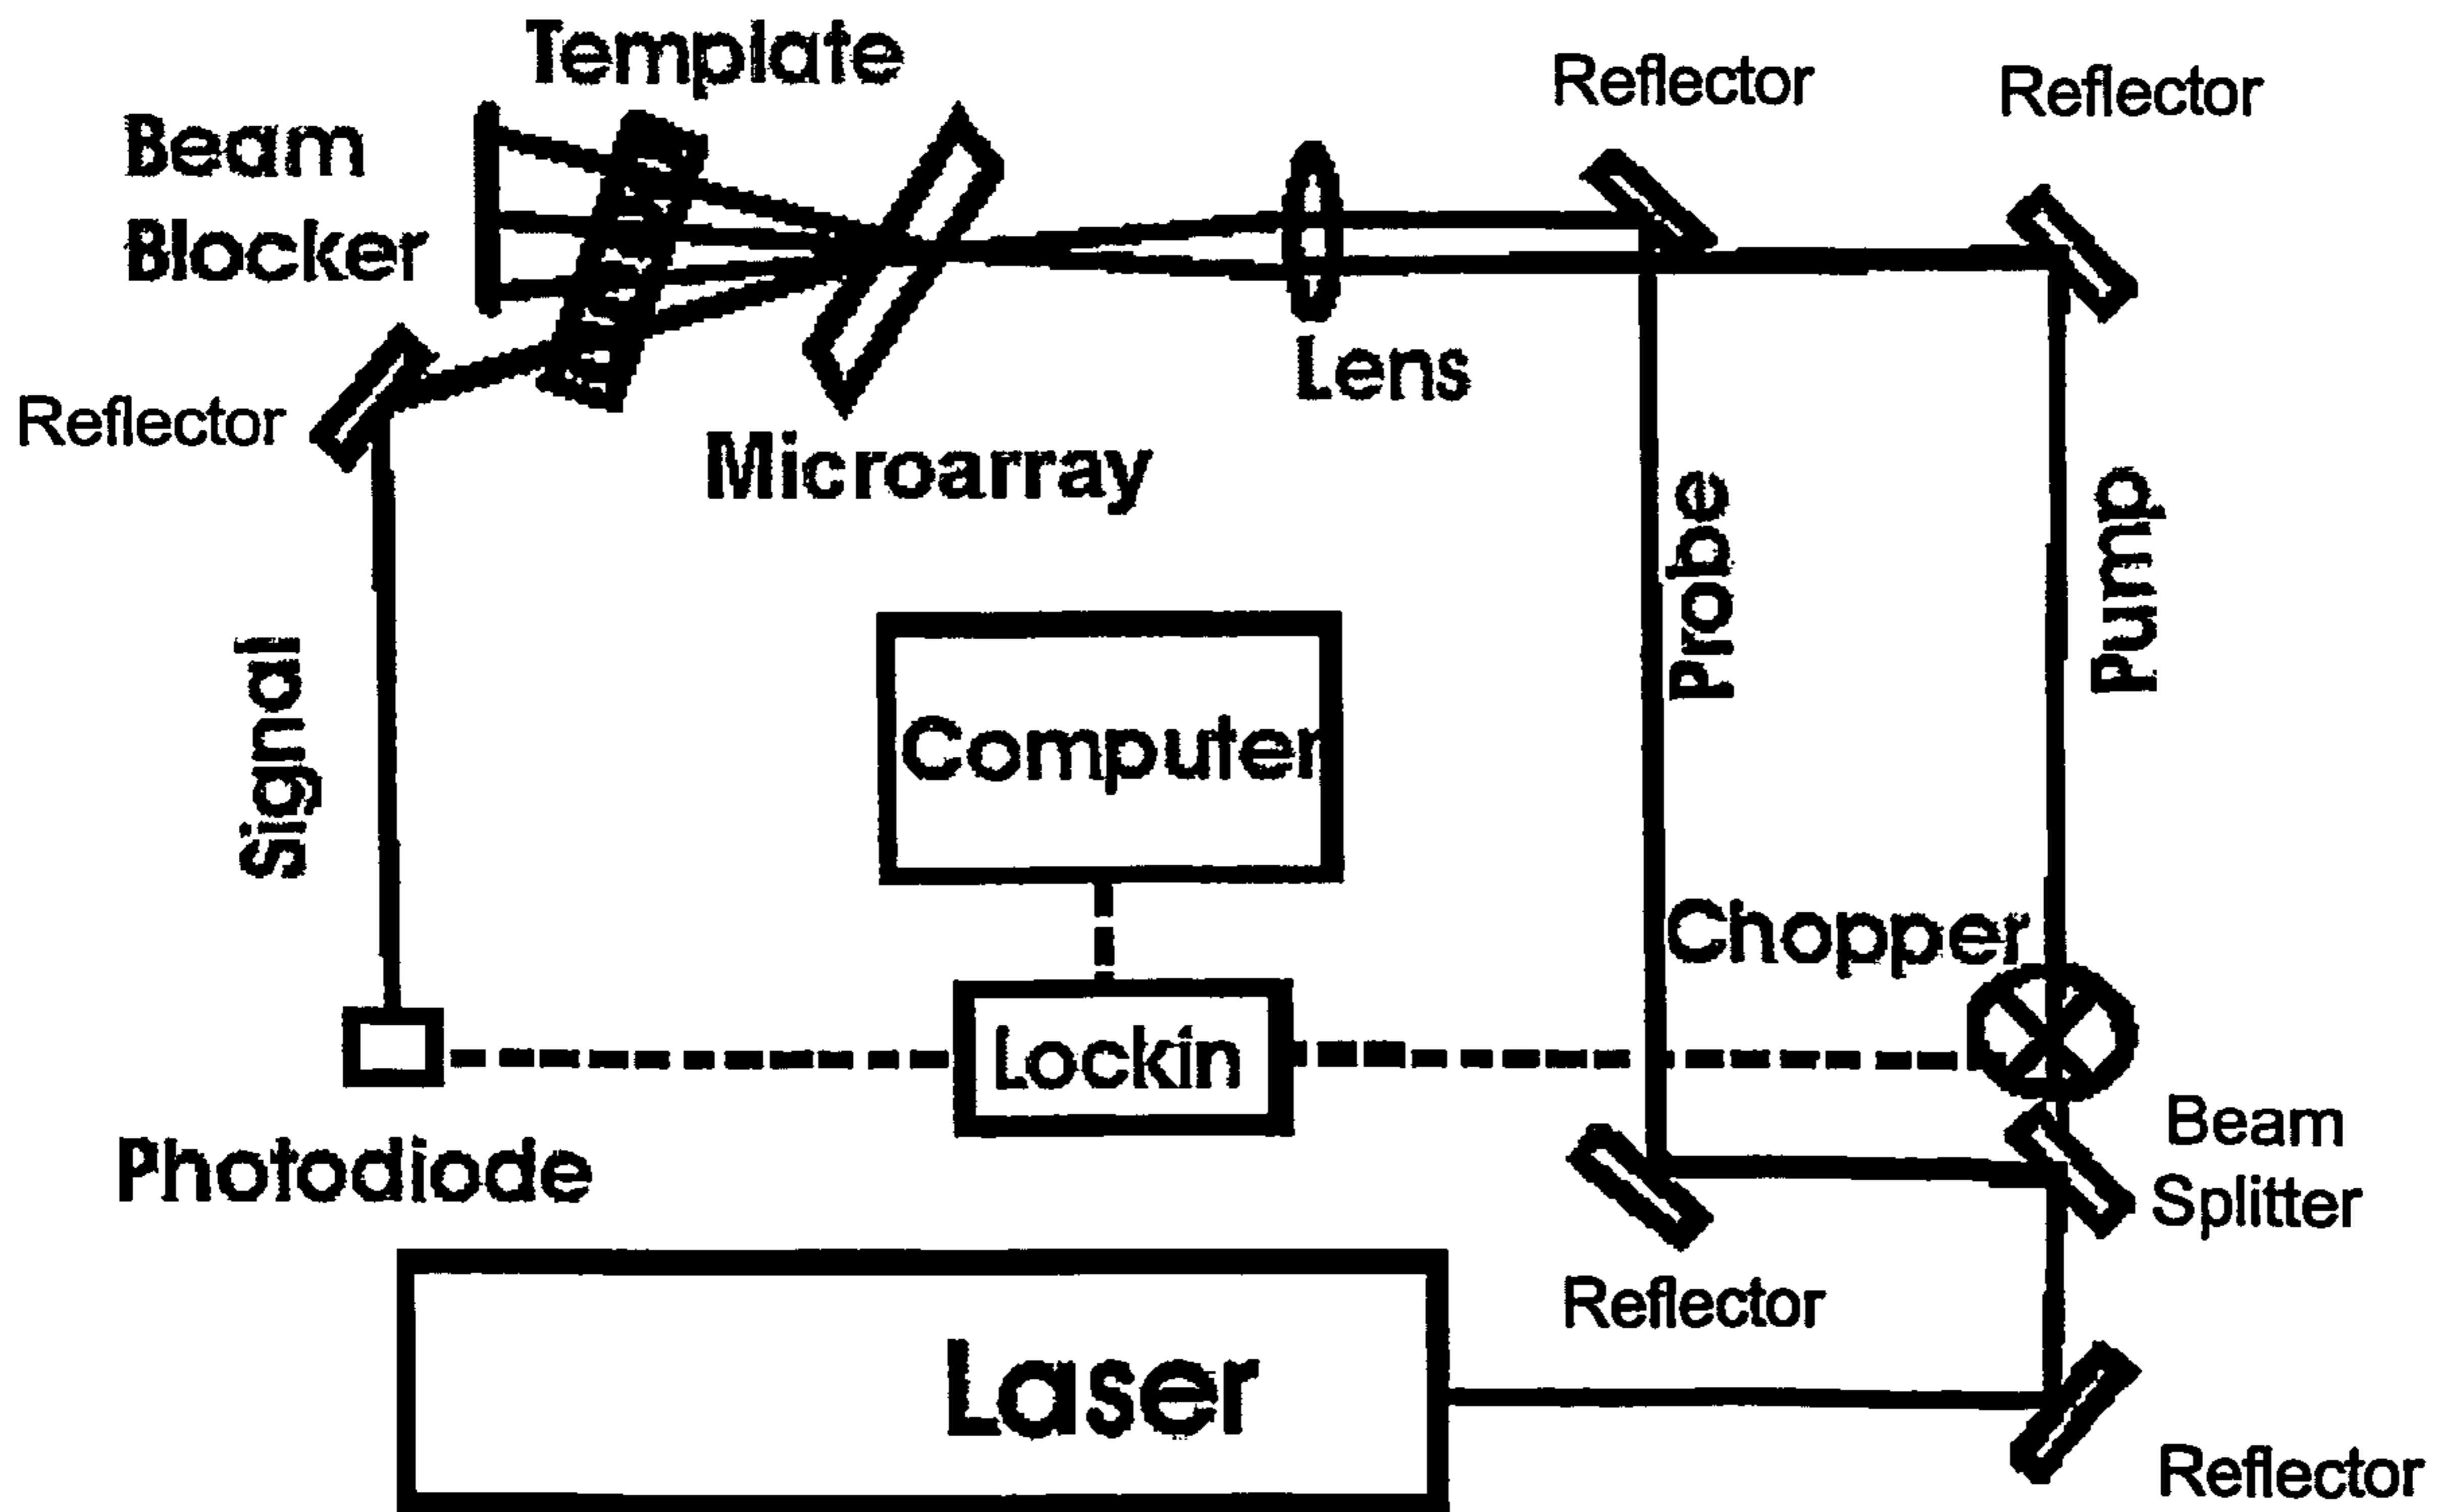 Template
Reflector
Reflector
Beam
Blocker
Lens
Reflector
Microarray
Probe
Pump
Signal
Computer
Chopper
Lockin
Beam
Splitter
Photodiode
Reflector
Laser
Reflector